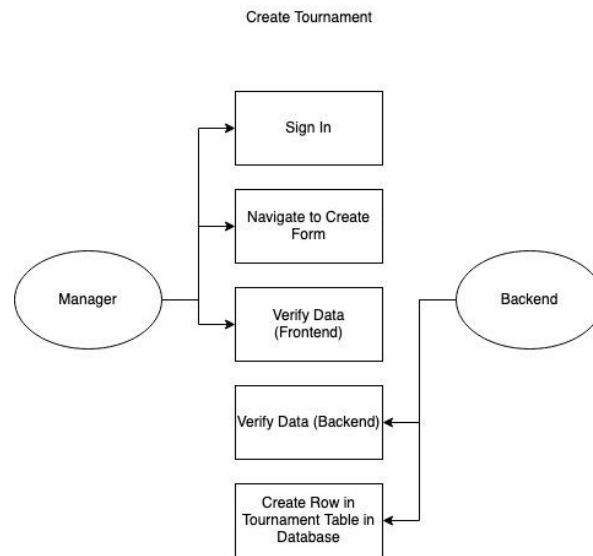 Create Tournament
Sign In
Navigate to Create
Form
Manager
Verify Data
(Frontend)
Backend
Verify Data (Backend)
Create Row in
Tournament Table in
Database